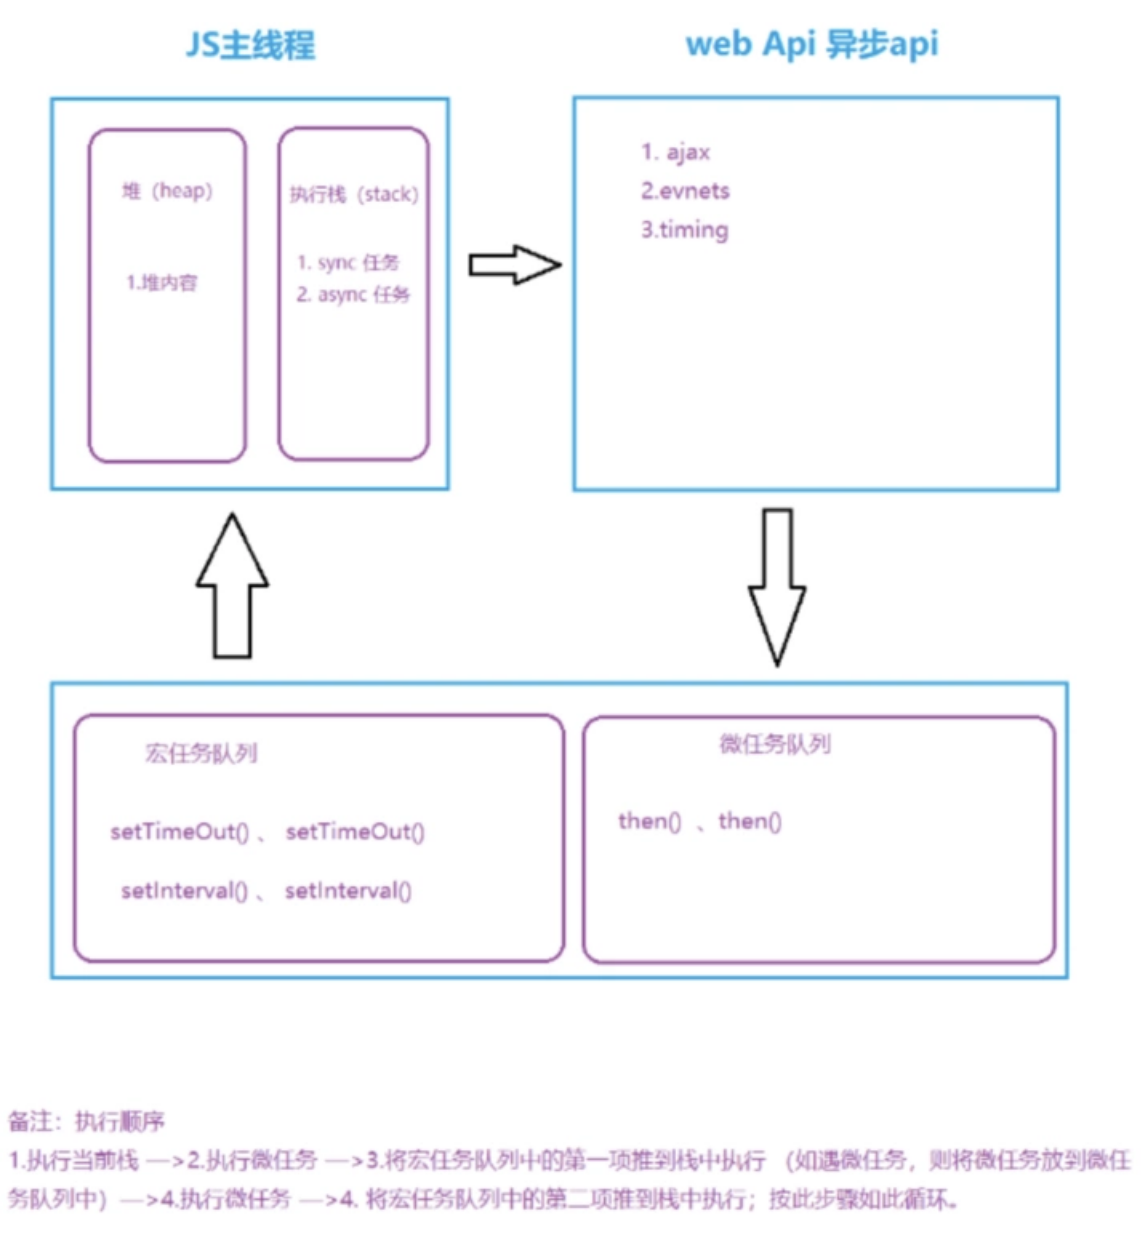 JS主线程
web Api 异步api
堆（heap）
1.堆内容
执行栈（stack）
1. sync 任务
2. async 任务
1. ajax
2.evnets
3.timing
宏任务队列
setTimeOut() 、 setTimeOut()
setInterval() 、 setInterval()
微任务队列
then() 、then()
备注：执行顺序
1.执行当前栈 —>2.执行微任务 —>3.将宏任务队列中的第一项推到栈中执行 （如遇微任务，则将微任务放到微任
务队列中）—>4.执行微任务 —>4. 将宏任务队列中的第二项推到栈中执行；按此步骤如此循环。